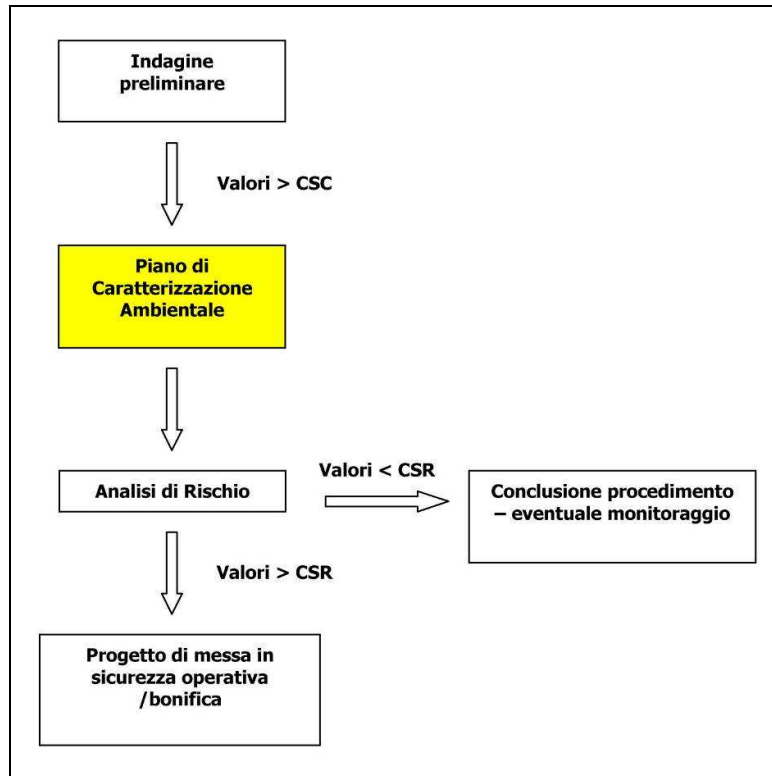 Indagine
preliminare
Valori > CSC
Piano di
Caratterizzazione
Ambientale
Analisi di Rischio
Valori < CSR
Conclusione procedimento
– eventuale monitoraggio
Valori > CSR
Progetto di messa in
sicurezza operativa
/bonifica